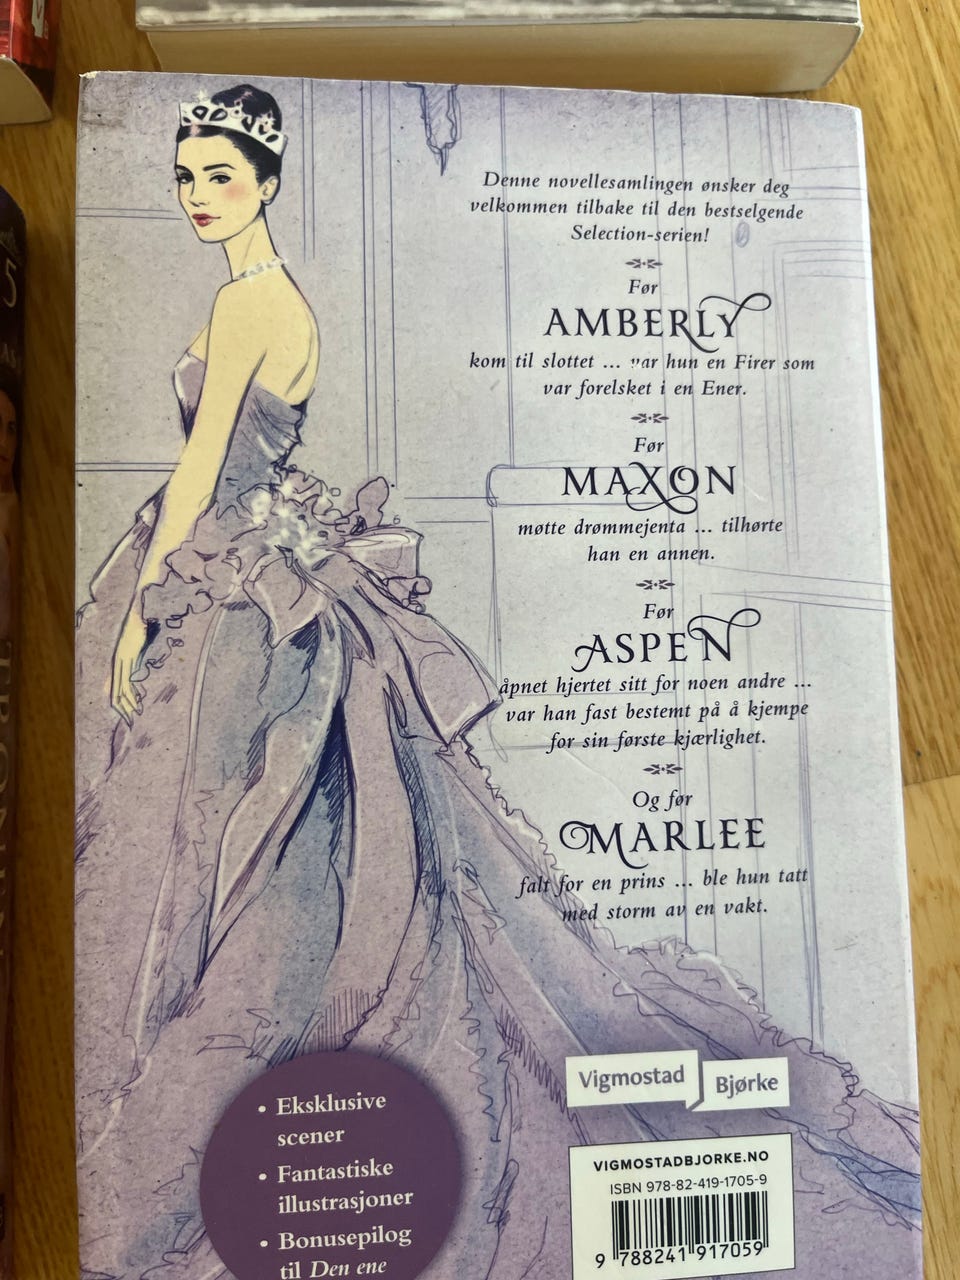 Denne novellesamlingen ønsker deg
velkommen tilbake til den bestselgende
Selection-serien!
Før
AMBERLY
kom til slottet ... var hun en Firer som
var forelsket i en Ener.
Før
MAXON
møtte drømmejenta ... tilhørte
han en annen.
Før
ASPEN
åpnet hjertet sitt for noen andre ...
var han fast bestemt på å kjempe
for sin første kjærlighet.
Og før
MARLEE
falt for en prins ... ble hun tatt
med storm av en vakt.
• Eksklusive
scener
• Fantastiske
illustrasjoner
• Bonusepilog
til Den ene
Vigmostad
Bjørke
VIGMOSTADBJORKE.NO
ISBN 978-82-419-1705-9
9 788241 917059
5